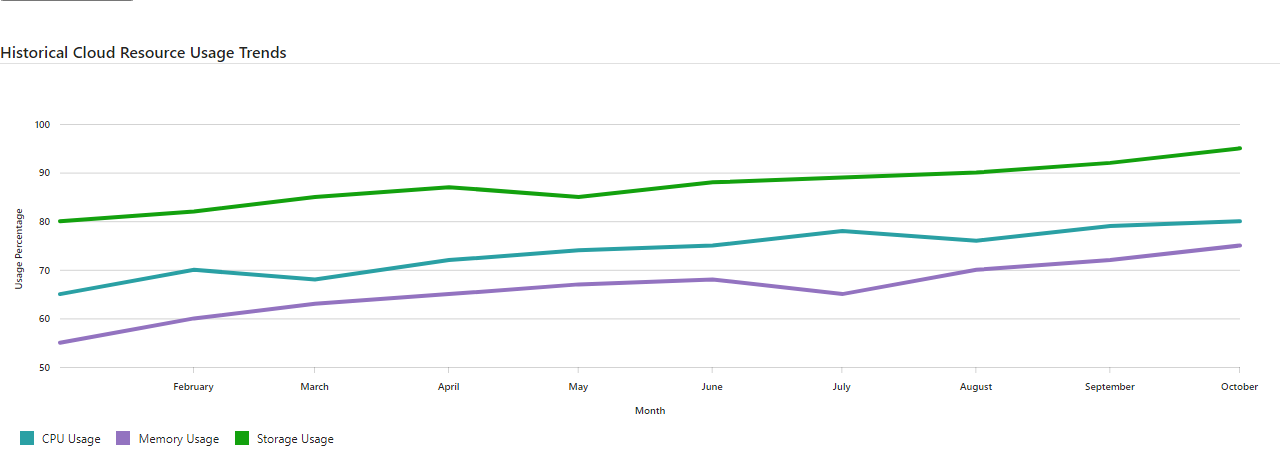 Historical Cloud Resource Usage Trends
100
90
80
70
60
50
Usage Percentage
February March April May June July August September October
Month
CPU Usage Memory Usage Storage Usage